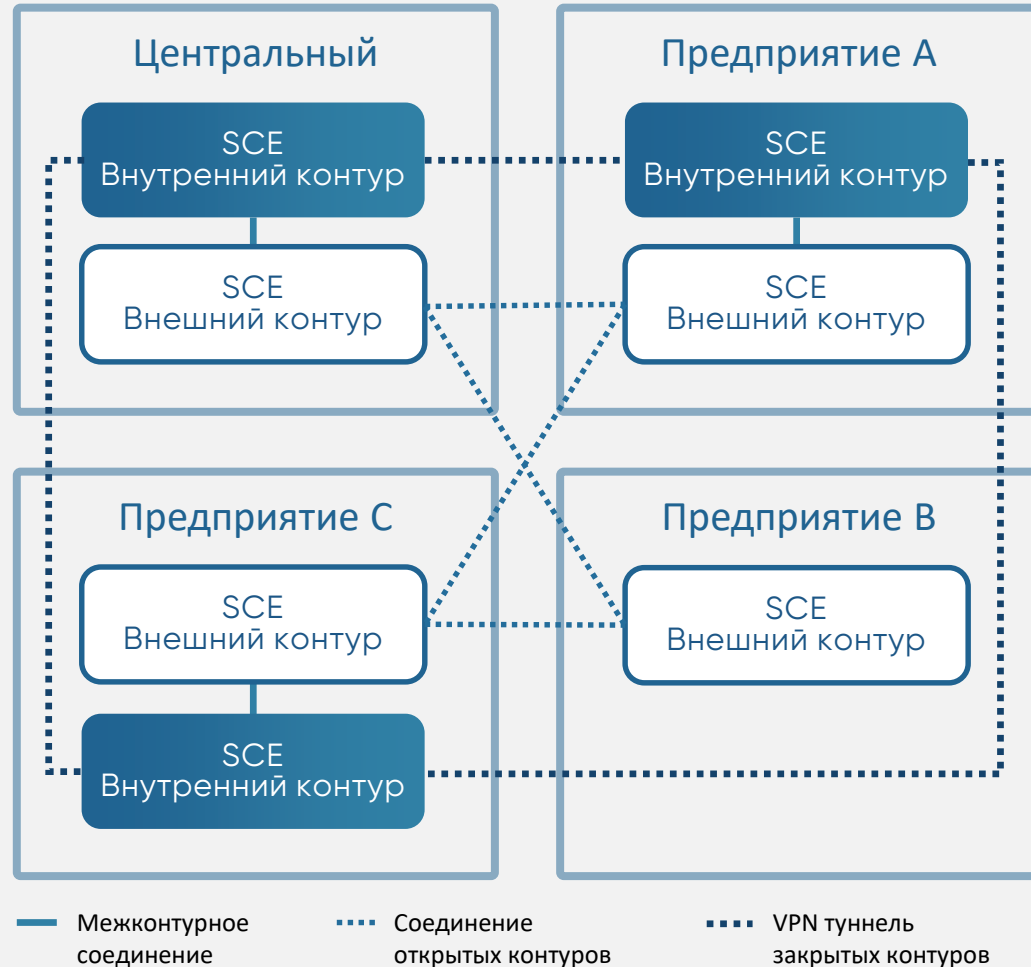 Центральный
SCE
Внутренний контур
SCE
Внешний контур
Предприятие А
SCE
Внутренний контур
SCE
Внешний контур
Предприятие С
SCE
Внешний контур
SCE
Внутренний контур
Предприятие В
SCE
Внешний контур
Межконтурное
соединение
Соединение
открытых контуров
VPN туннель
закрытых контуров